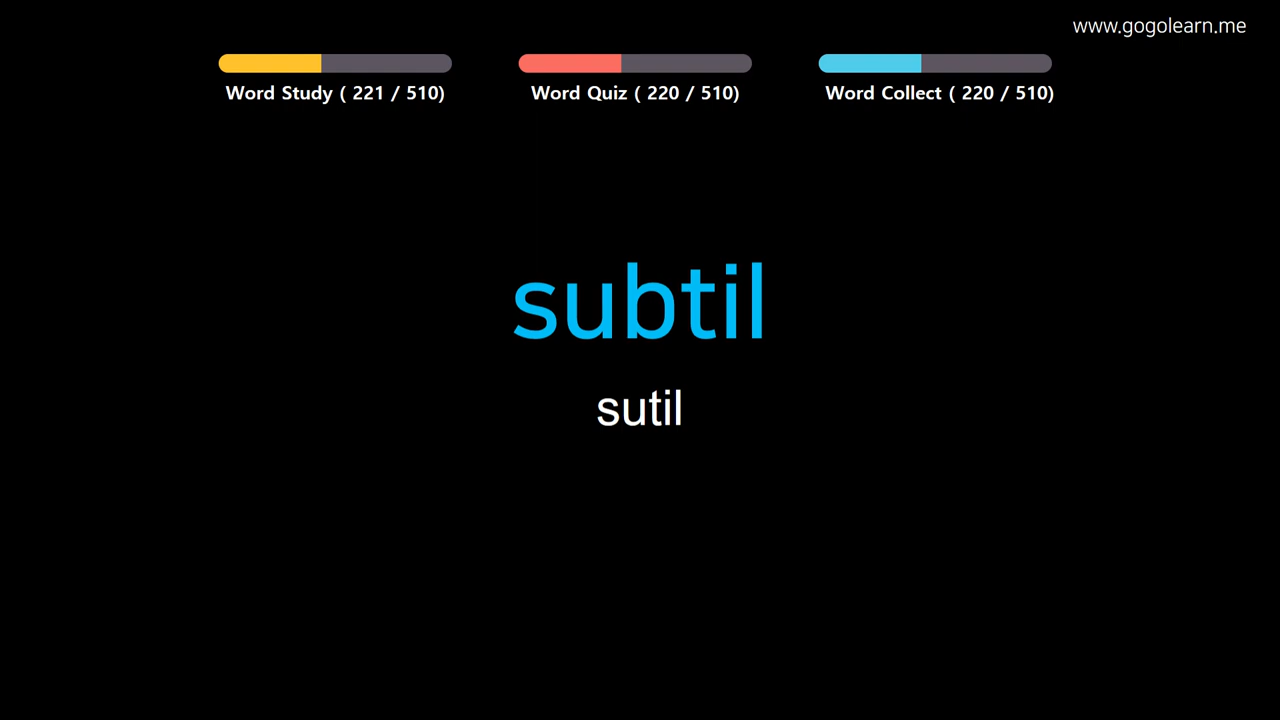 www.gogolearn.me
Word Study ( 221 / 510)
Word Quiz ( 220 / 510)
Word Collect ( 220 / 510)
subtil
sutil